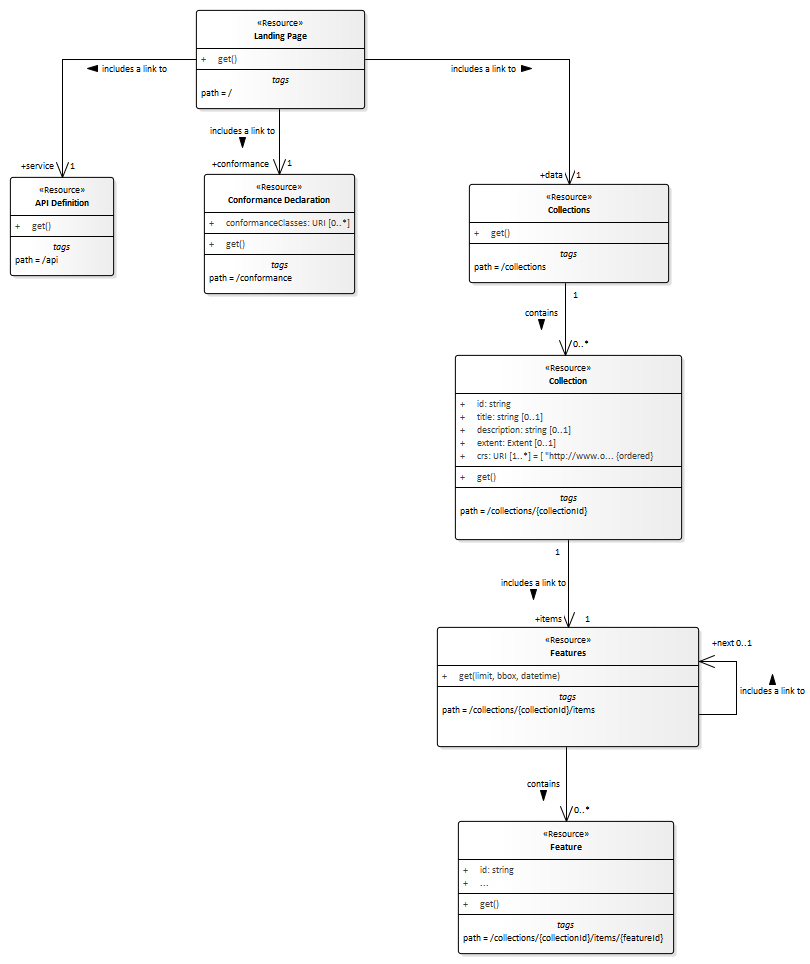 «Resource»
Landing Page
+ get()
tags
path = /
includes a link to
includes a link to
includes a link to
+service 1
+conformance 1
+data 1
«Resource»
API Definition
+ get()
tags
path = /api
«Resource»
Conformance Declaration
+ conformanceClasses: URI [0..*]
+ get()
tags
path = /conformance
«Resource»
Collections
+ get()
tags
path = /collections
1
contains
0..*
«Resource»
Collection
+ id: string
+ title: string [0..1]
+ description: string [0..1]
+ extent: Extent [0..1]
+ crs: URI [1..*] = [ "http://www.o... {ordered}
+ get()
tags
path = /collections/{collectionId}
1
includes a link to
+items 1
«Resource»
Features
+ get(limit, bbox, datetime)
tags
path = /collections/{collectionId}/items
+next 0..1
includes a link to
contains
0..*
«Resource»
Feature
+ id: string
+ ...
+ get()
tags
path = /collections/{collectionId}/items/{featureId}